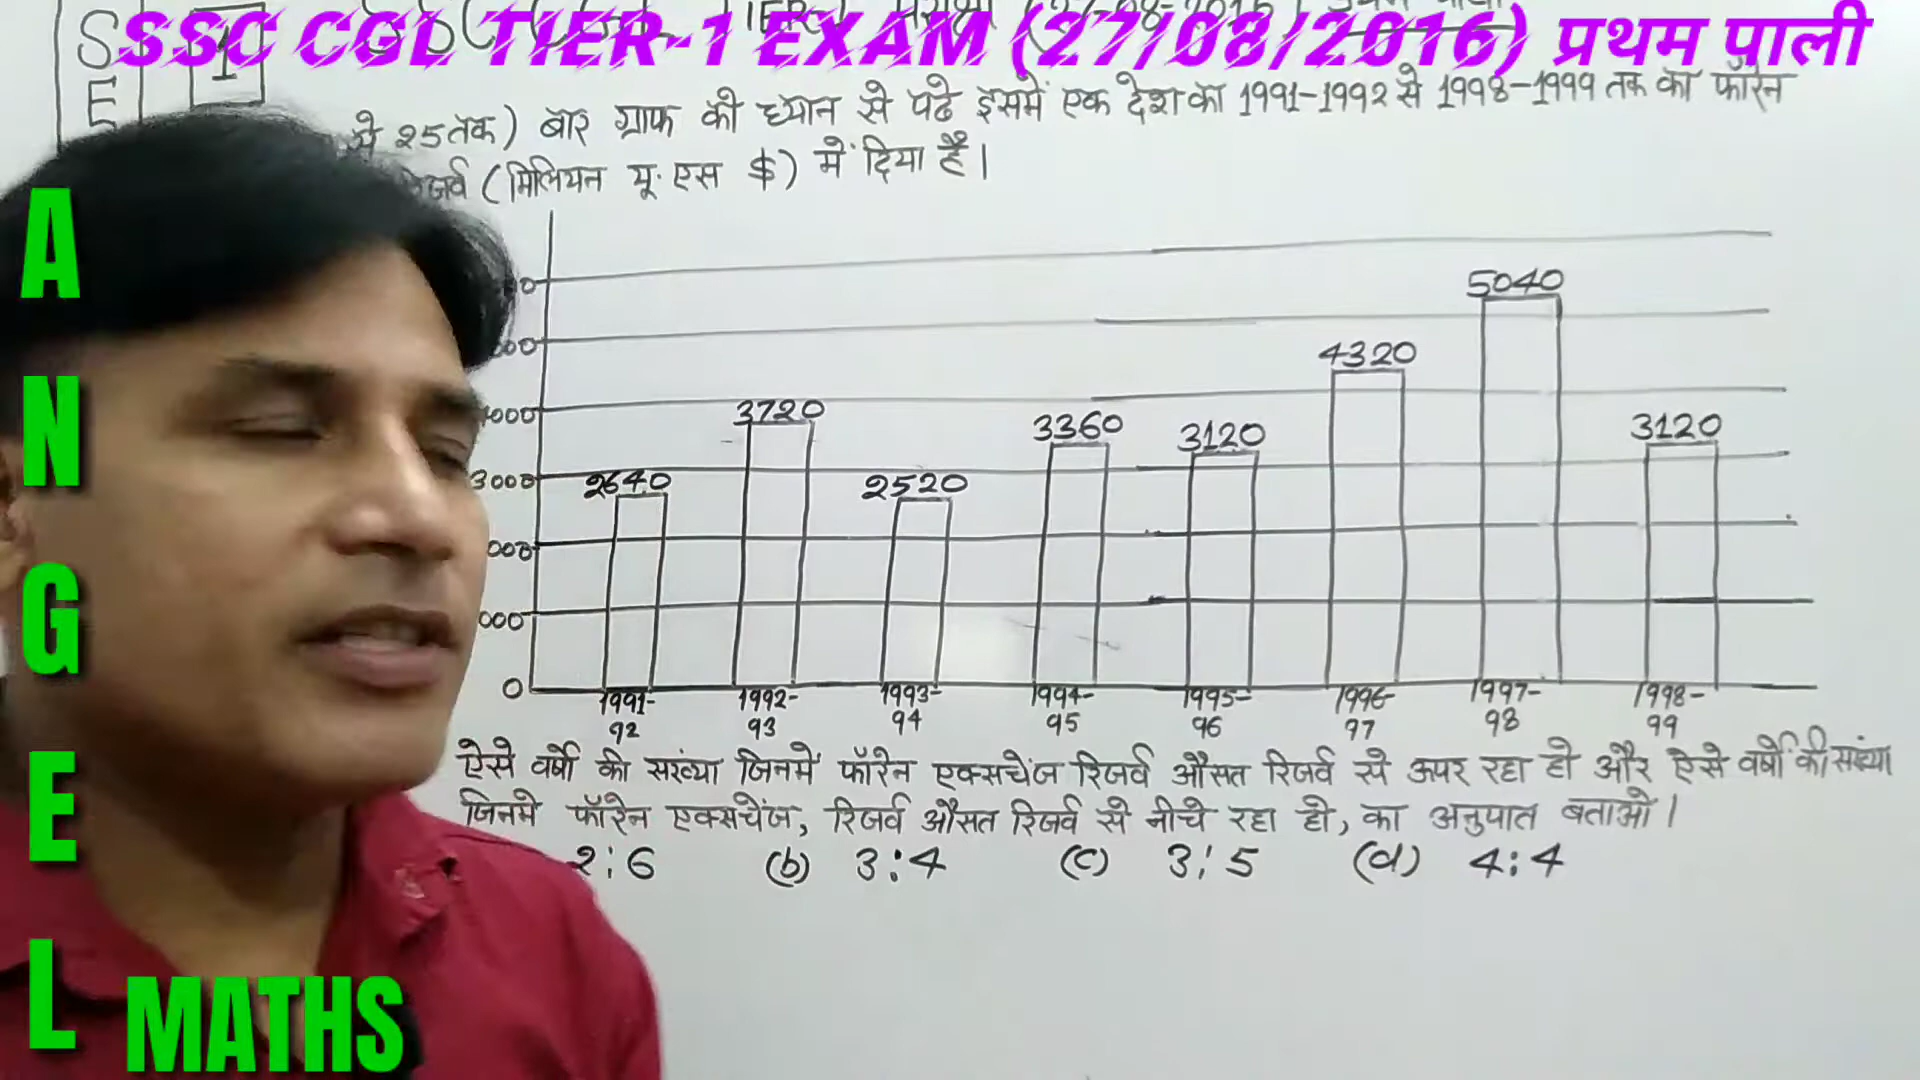 SSC CGL TIER-1 EXAM (27/08/2016) प्रथम पाली
S
E
1
से 25 तक) बार ग्राफ को ध्यान से पढे इसमें एक देश का 1991-1992 से 1998-1999 तक का फॉरेन
रिजर्व (मिलियन यू. एस $) में दिया है।
5040
4320
3720
3360
3120
3120
2640
2520
3000
0
1991-92
1992-93
1993-94
1994-95
1995-96
1996-97
1997-98
1998-99
ऐसे वर्षो की सख्या जिनमें फॉरेन एक्सचेंज रिजर्व औसत रिजर्व से ऊपर रहा हो और ऐसे वर्षों की संख्या
जिनमे फॉरेन एक्सचेंज, रिजर्व औसत रिजर्व से नीचे रहा हो, का अनुपात बताओ।
2:6 (b) 3:4 (c) 3:5 (d) 4:4
ANGEL
MATHS